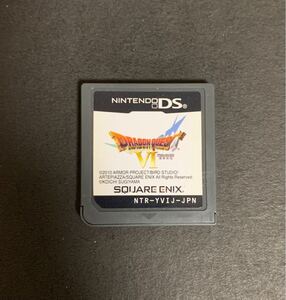 NINTENDO DS
DRAGON QUEST
VI
©2010 ARMOR PROJECT/BIRD STUDIO/
ARTEPIAZZA/SQUARE ENIX All Rights Reserved.
©KOICHI SUGIYAMA
SQUARE ENIX
NTR-YVIJ-JPN